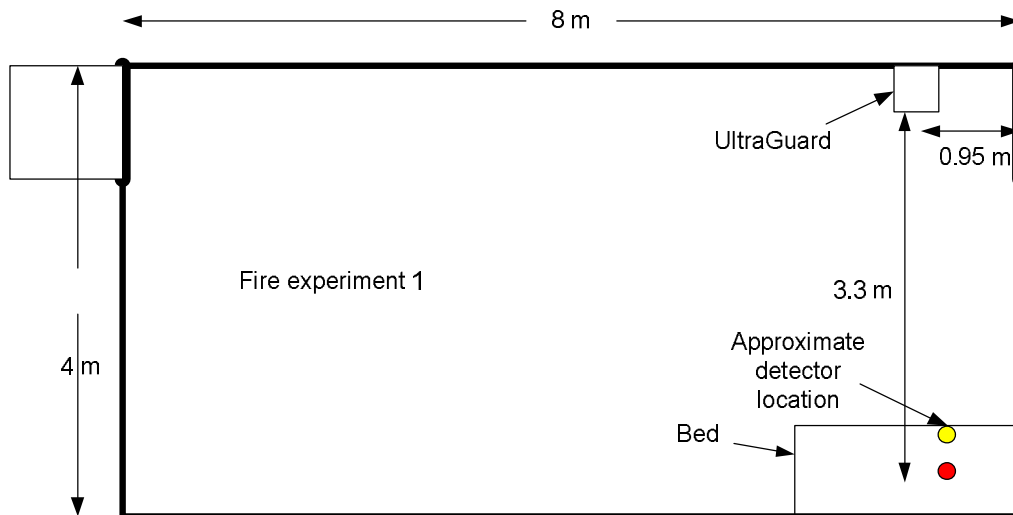 8 m
UltraGuard
0.95 m
Fire experiment 1
3.3 m
Approximate
detector
location
4 m
Bed